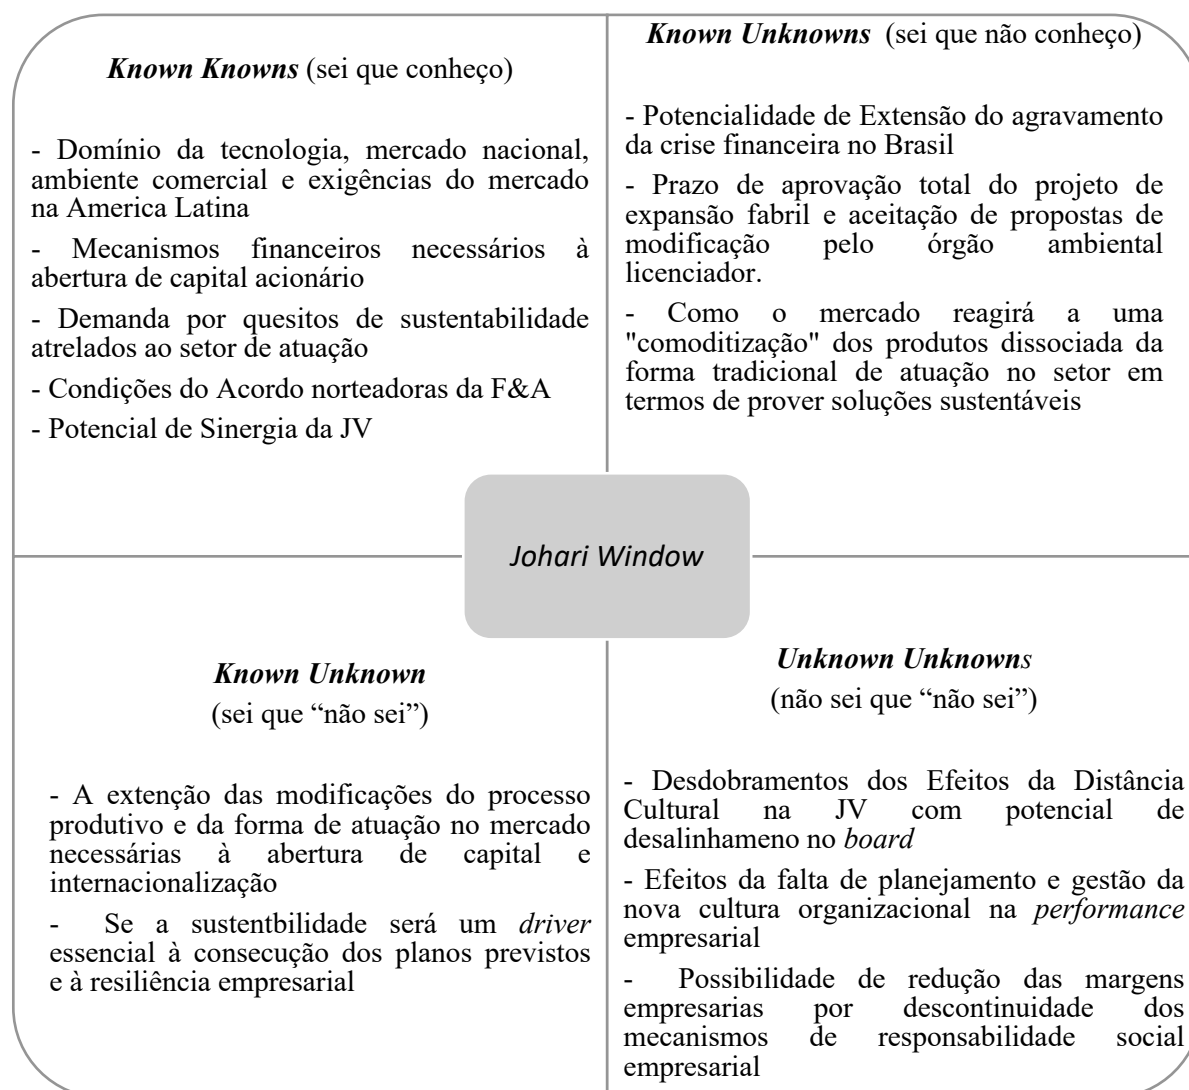 Known Knowns (sei que conheço)
- Domínio da tecnologia, mercado nacional,
ambiente comercial e exigências do mercado
na America Latina
- Mecanismos financeiros necessários à
abertura de capital acionário
- Demanda por quesitos de sustentabilidade
atrelados ao setor de atuação
- Condições do Acordo norteadoras da F&A
- Potencial de Sinergia da JV
Known Unknowns (sei que não conheço)
- Potencialidade de Extensão do agravamento
da crise financeira no Brasil
- Prazo de aprovação total do projeto de
expansão fabril e aceitação de propostas de
modificação pelo órgão ambiental
licenciador.
- Como o mercado reagirá a uma
"comoditização" dos produtos dissociada da
forma tradicional de atuação no setor em
termos de prover soluções sustentáveis
Johari Window
Known Unknown
(sei que “não sei”)
- A extenção das modificações do processo
produtivo e da forma de atuação no mercado
necessárias à abertura de capital e
internacionalização
- Se a sustentbilidade será um driver
essencial à consecução dos planos previstos
e à resiliência empresarial
Unknown Unknowns
(não sei que “não sei”)
- Desdobramentos dos Efeitos da Distância
Cultural na JV com potencial de
desalinhameno no board
- Efeitos da falta de planejamento e gestão da
nova cultura organizacional na performance
empresarial
- Possibilidade de redução das margens
empresarias por descontinuidade dos
mecanismos de responsabilidade social
empresarial